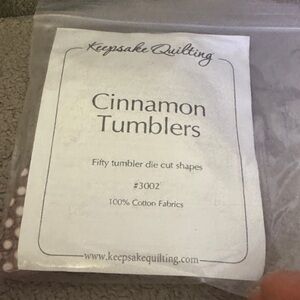 Keepsake Quilting
Cinnamon
Tumblers
Fifty tumbler die cut shapes
#3002
100% Cotton Fabrics
www.keepsakequilting.com